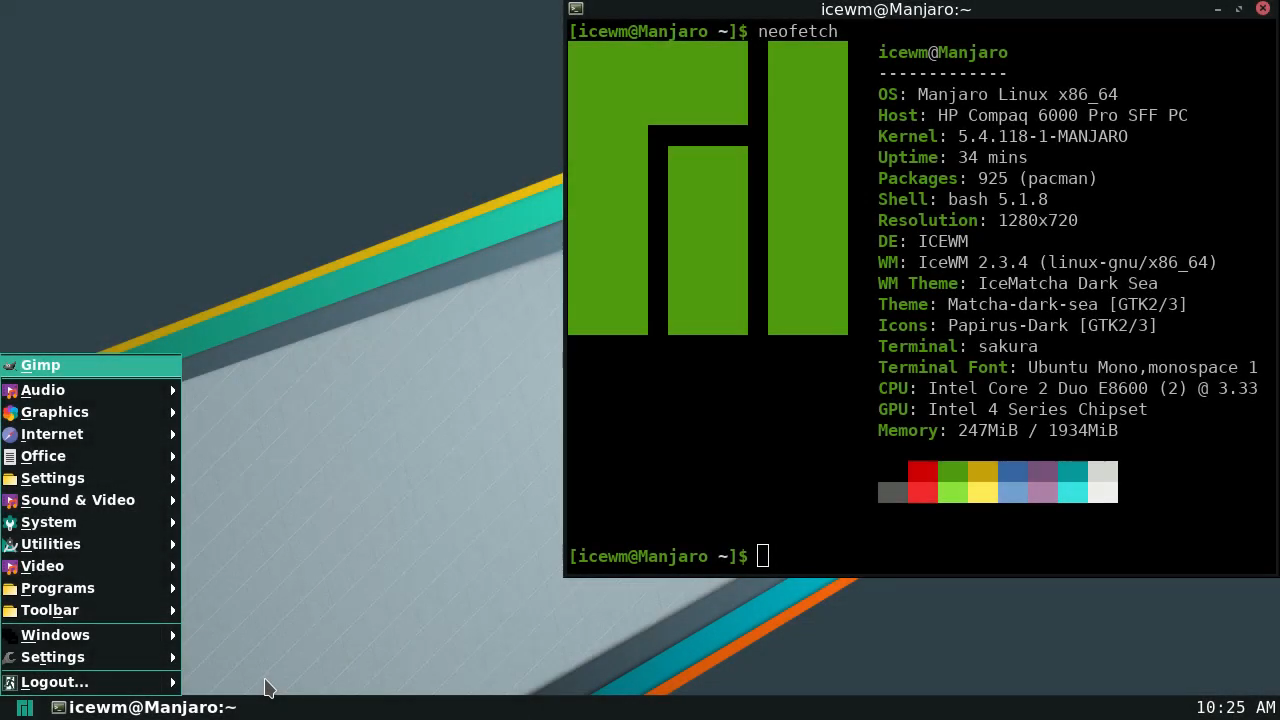 icewm@Manjaro:~
[icewm@Manjaro ~]$ neofetch
icewm@Manjaro
-------------
OS: Manjaro Linux x86_64
Host: HP Compaq 6000 Pro SFF PC
Kernel: 5.4.118-1-MANJARO
Uptime: 34 mins
Packages: 925 (pacman)
Shell: bash 5.1.8
Resolution: 1280x720
DE: ICEWM
WM: IceWM 2.3.4 (linux-gnu/x86_64)
WM Theme: IceMatcha Dark Sea
Theme: Matcha-dark-sea [GTK2/3]
Icons: Papirus-Dark [GTK2/3]
Terminal: sakura
Terminal Font: Ubuntu Mono,monospace 1
CPU: Intel Core 2 Duo E8600 (2) @ 3.33
GPU: Intel 4 Series Chipset
Memory: 247MiB / 1934MiB
[icewm@Manjaro ~]$
Gimp
Audio
Graphics
Internet
Office
Settings
Sound & Video
System
Utilities
Video
Programs
Toolbar
Windows
Settings
Logout...
icewm@Manjaro:~
10:25 AM